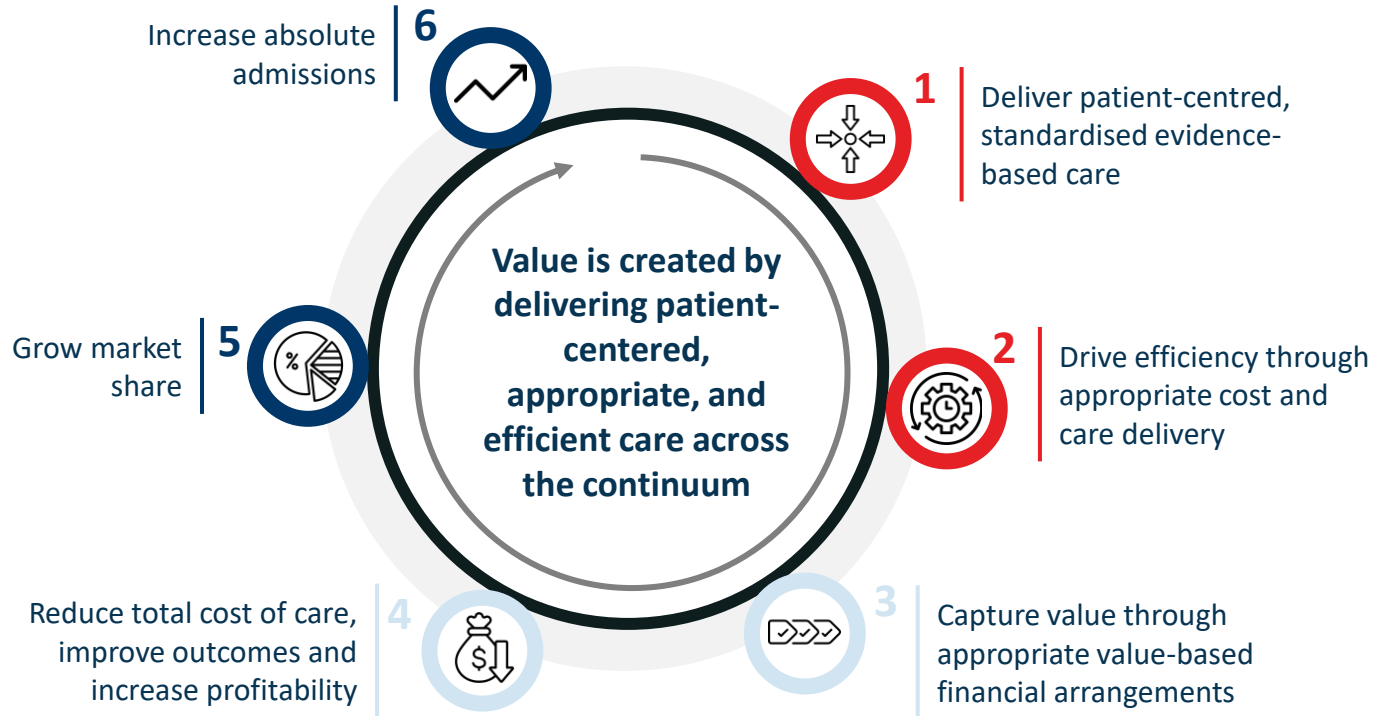 Value is created by
delivering patient-
centered,
appropriate, and
efficient care across
the continuum
1
Deliver patient-centred,
standardised evidence-
based care
2
Drive efficiency through
appropriate cost and
care delivery
3
Capture value through
appropriate value-based
financial arrangements
4
Reduce total cost of care,
improve outcomes and
increase profitability
$
5
Grow market
share
%
6
Increase absolute
admissions